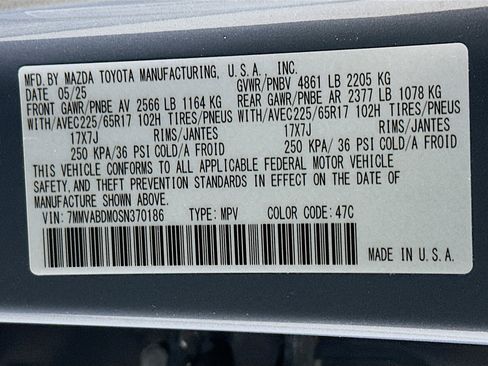 MFD. BY MAZDA TOYOTA MANUFACTURING, U.S.A., INC.
DATE 05/25 GVWR/PNBV 4861 LB 2205 KG
FRONT GAWR/PNBE AV 2566 LB 1164 KG REAR GAWR/PNBE AR 2377 LB 1078 KG
WITH/AVEC225/65R17 102H TIRES/PNEUS WITH/AVEC225/65R17 102H TIRES/PNEUS
17X7J RIMS/JANTES 17X7J RIMS/JANTES
250 KPA/36 PSI COLD/A FROID 250 KPA/36 PSI COLD/A FROID
THIS VEHICLE CONFORMS TO ALL APPLICABLE FEDERAL MOTOR VEHICLE
SAFETY, AND THEFT PREVENTION STANDARDS IN EFFECT ON THE DATE OF
MANUFACTURE SHOWN ABOVE.
VIN: 7MMVABDM0SN370186 TYPE: MPV COLOR CODE: 47C
MADE IN U.S.A.